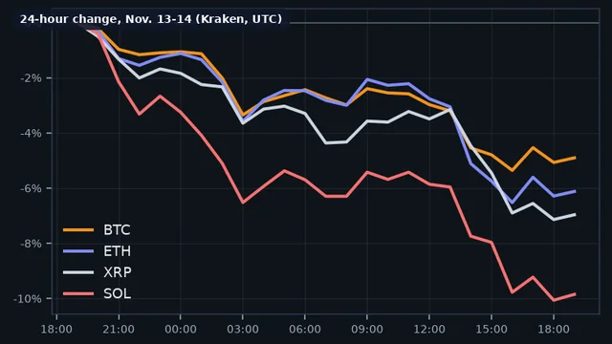 24-hour change, Nov. 13-14 (Kraken, UTC)
-2%
-4%
-6%
-8%
-10%
BTC
ETH
XRP
SOL
18:00 21:00 00:00 03:00 06:00 09:00 12:00 15:00 18:00